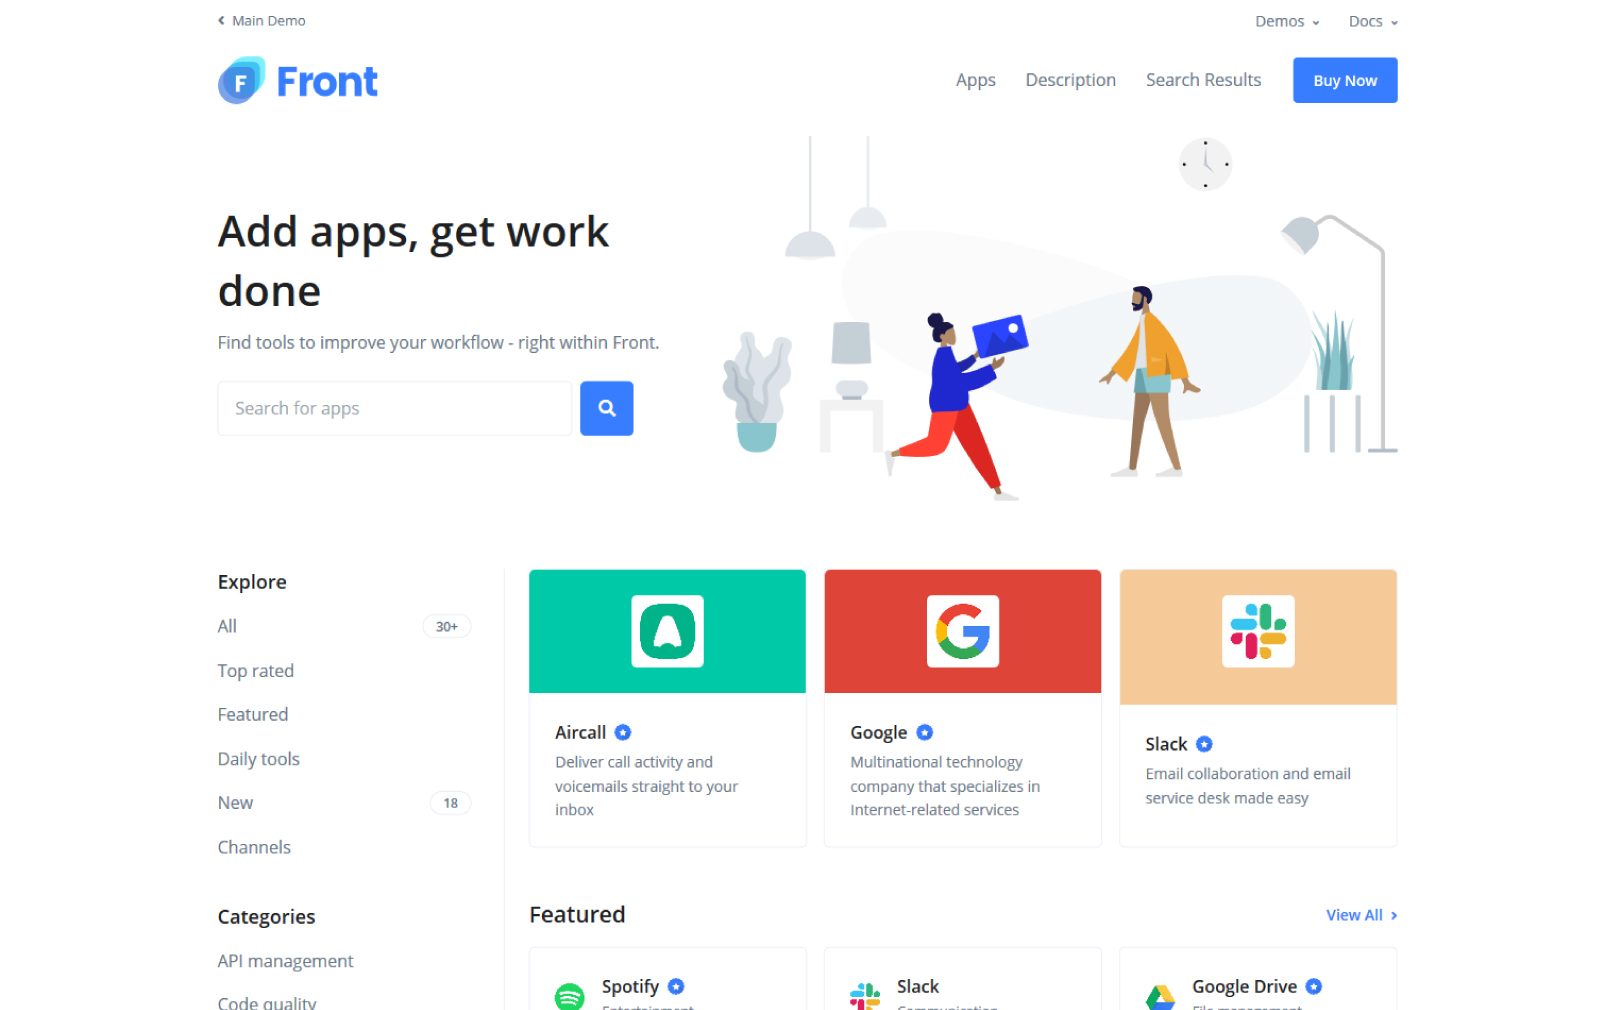 Main Demo
Demos
Docs
F Front
Apps
Description
Search Results
Buy Now
Add apps, get work
done
Find tools to improve your workflow - right within Front.
Search for apps
Explore
All
30+
Top rated
Featured
Daily tools
New
18
Channels
Categories
API management
Code quality
Aircall
Deliver call activity and
voicemails straight to your
inbox
G
Google
Multinational technology
company that specializes in
Internet-related services
Slack
Email collaboration and email
service desk made easy
Featured
View All
Spotify
Entertainment
Slack
Communication
Google Drive
File management